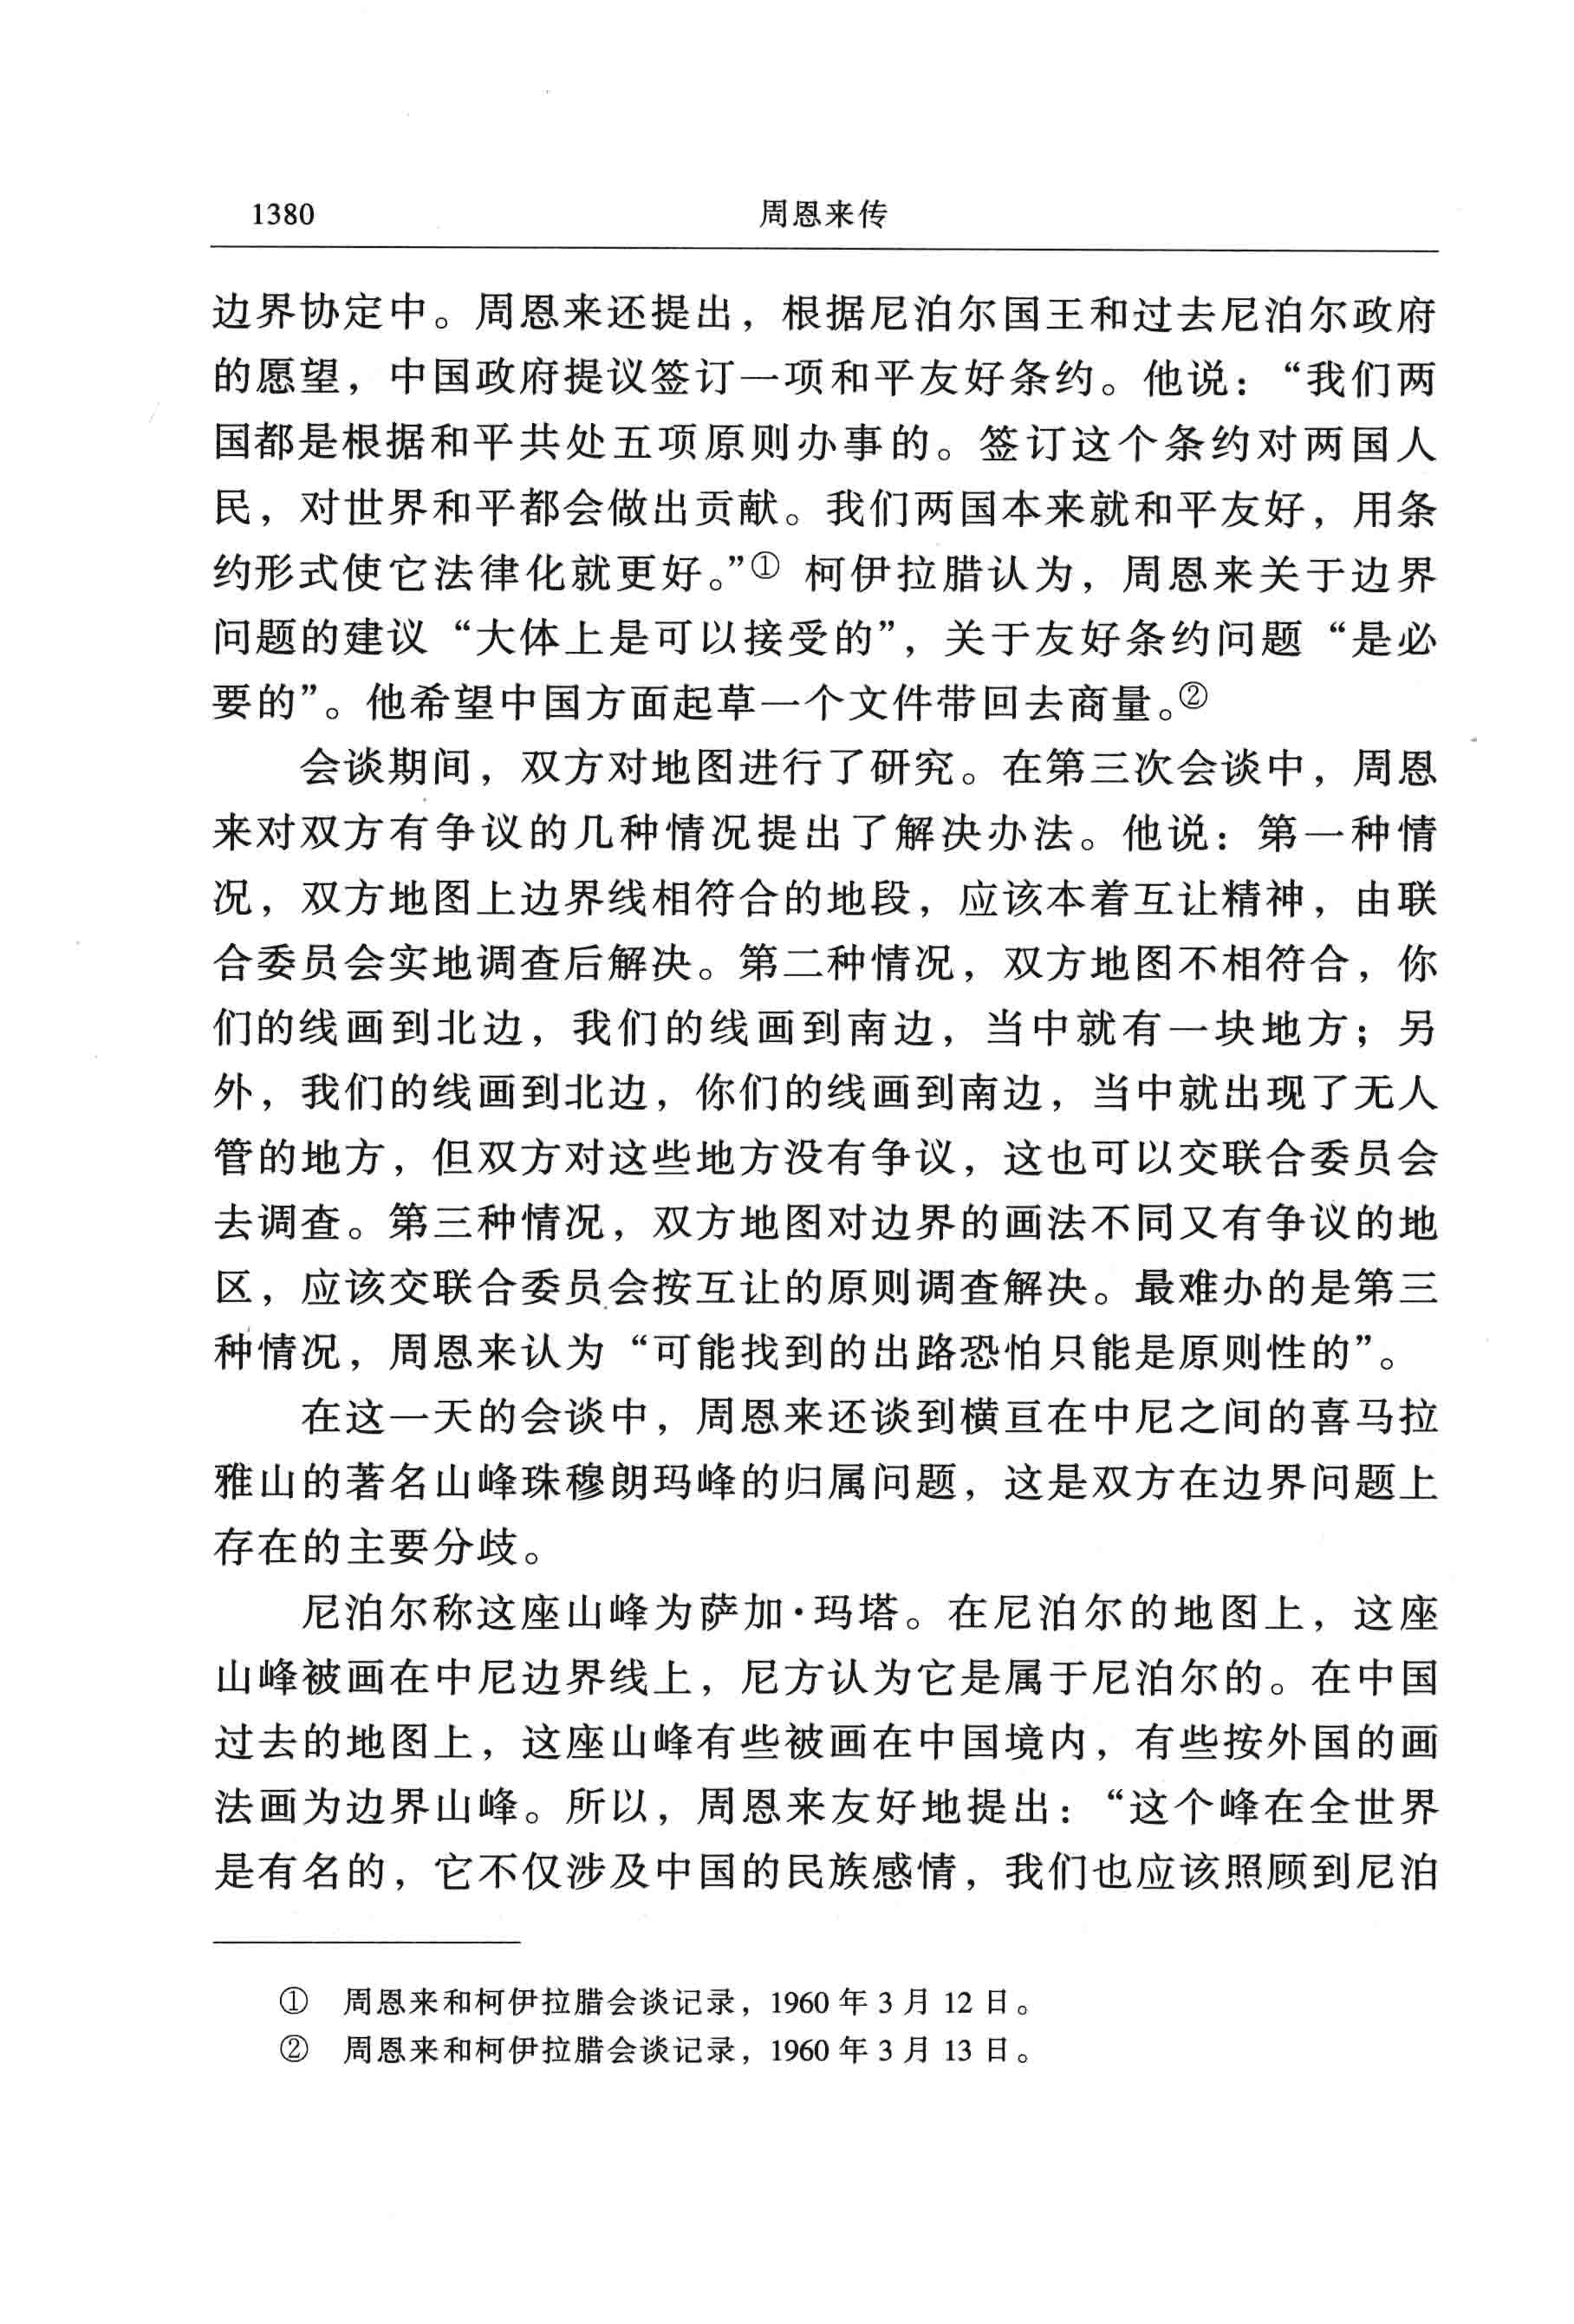 1380 周恩来传
边界协定中。周恩来还提出，根据尼泊尔国王和过去尼泊尔政府
的愿望，中国政府提议签订一项和平友好条约。他说：“我们两
国都是根据和平共处五项原则办事的。签订这个条约对两国人
民，对世界和平都会做出贡献。我们两国本来就和平友好，用条
约形式使它法律化就更好。”① 柯伊拉腊认为，周恩来关于边界
问题的建议“大体上是可以接受的”，关于友好条约问题“是必
要的”。他希望中国方面起草一个文件带回去商量。②
会谈期间，双方对地图进行了研究。在第三次会谈中，周恩
来对双方有争议的几种情况提出了解决办法。他说：第一种情
况，双方地图上边界线相符合的地段，应该本着互让精神，由联
合委员会实地调查后解决。第二种情况，双方地图不相符合，你
们的线画到北边，我们的线画到南边，当中就有一块地方；另
外，我们的线画到北边，你们的线画到南边，当中就出现了无人
管的地方，但双方对这些地方没有争议，这也可以交联合委员会
去调查。第三种情况，双方地图对边界的画法不同又有争议的地
区，应该交联合委员会按互让的原则调查解决。最难办的是第三
种情况，周恩来认为“可能找到的出路恐怕只能是原则性的”。
在这一天的会谈中，周恩来还谈到横亘在中尼之间的喜马拉
雅山的著名山峰珠穆朗玛峰的归属问题，这是双方在边界问题上
存在的主要分歧。
尼泊尔称这座山峰为萨加·玛塔。在尼泊尔的地图上，这座
山峰被画在中尼边界线上，尼方认为它是属于尼泊尔的。在中国
过去的地图上，这座山峰有些被画在中国境内，有些按外国的画
法画为边界山峰。所以，周恩来友好地提出：“这个峰在全世界
是有名的，它不仅涉及中国的民族感情，我们也应该照顾到尼泊
① 周恩来和柯伊拉腊会谈记录，1960 年 3 月 12 日。
② 周恩来和柯伊拉腊会谈记录，1960 年 3 月 13 日。